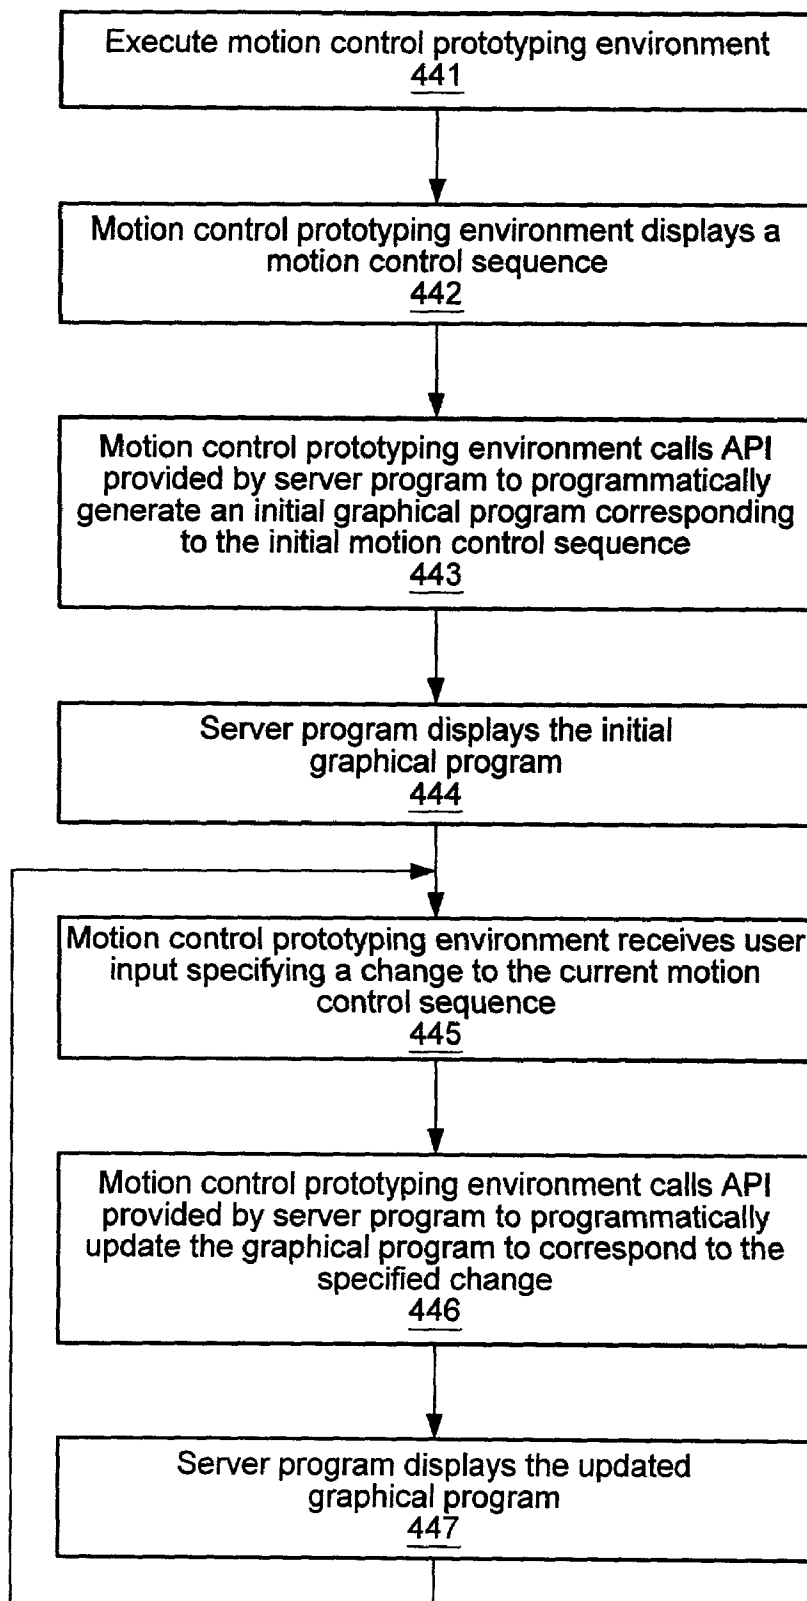 Execute motion control prototyping environment
441
Motion control prototyping environment displays a
motion control sequence
442
Motion control prototyping environment calls API
provided by server program to programmatically
generate an initial graphical program corresponding
to the initial motion control sequence
443
Server program displays the initial
graphical program
444
Motion control prototyping environment receives user
input specifying a change to the current motion
control sequence
445
Motion control prototyping environment calls API
provided by server program to programmatically
update the graphical program to correspond to the
specified change
446
Server program displays the updated
graphical program
447